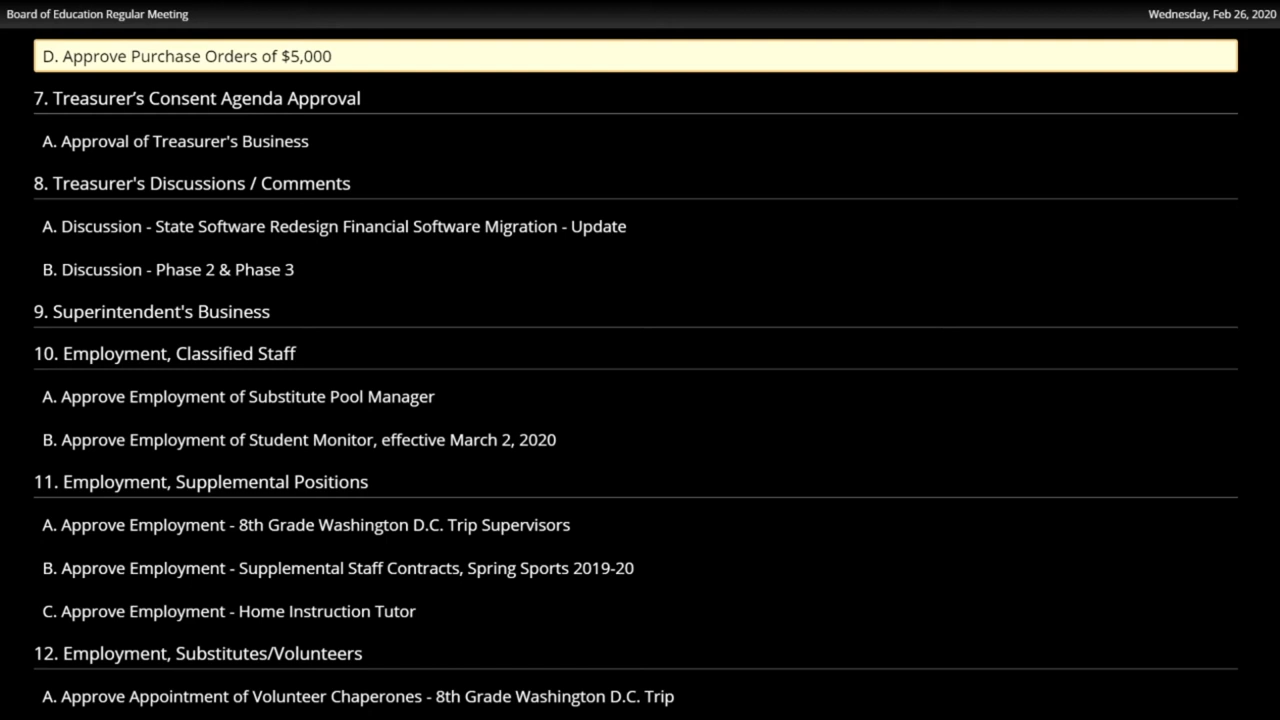 Board of Education Regular Meeting
Wednesday, Feb 26, 2020
D. Approve Purchase Orders of $5,000
7. Treasurer’s Consent Agenda Approval
A. Approval of Treasurer's Business
8. Treasurer's Discussions / Comments
A. Discussion - State Software Redesign Financial Software Migration - Update
B. Discussion - Phase 2 & Phase 3
9. Superintendent's Business
10. Employment, Classified Staff
A. Approve Employment of Substitute Pool Manager
B. Approve Employment of Student Monitor, effective March 2, 2020
11. Employment, Supplemental Positions
A. Approve Employment - 8th Grade Washington D.C. Trip Supervisors
B. Approve Employment - Supplemental Staff Contracts, Spring Sports 2019-20
C. Approve Employment - Home Instruction Tutor
12. Employment, Substitutes/Volunteers
A. Approve Appointment of Volunteer Chaperones - 8th Grade Washington D.C. Trip